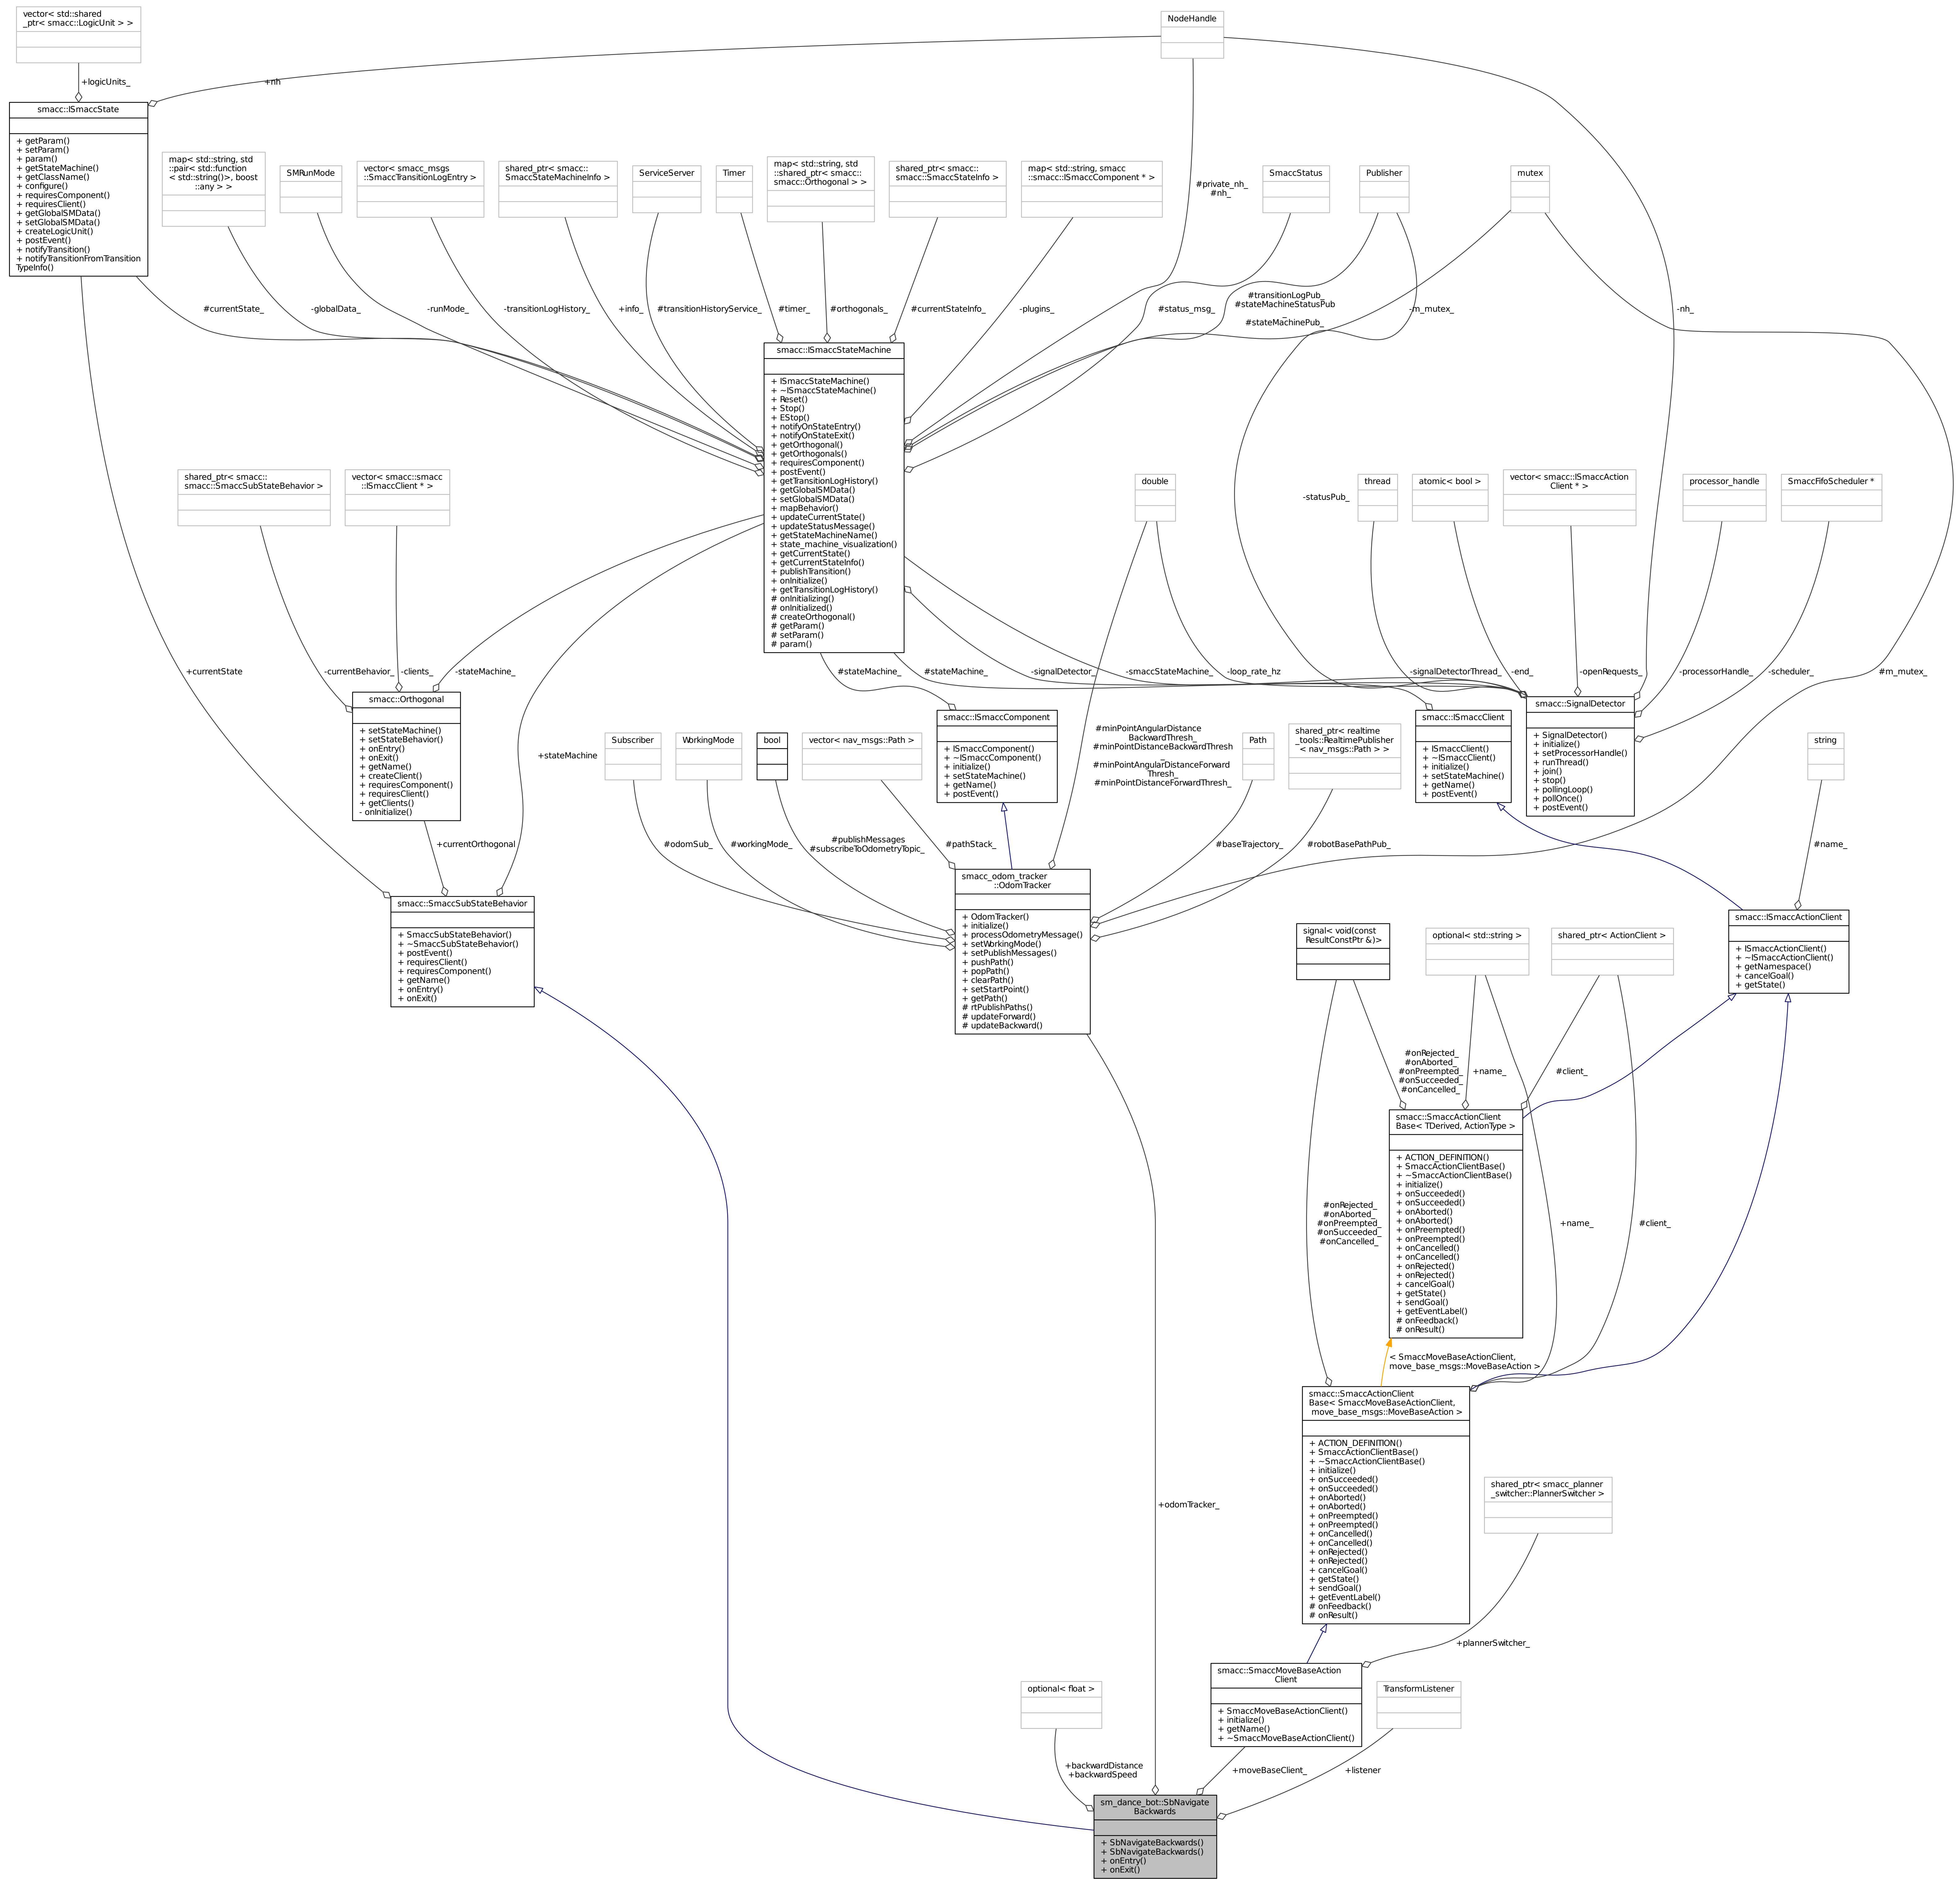 vector< std::shared
_ptr< smacc::LogicUnit > >
NodeHandle
+logicUnits_
+nh
smacc::ISmaccState
+ getParam()
+ setParam()
+ param()
+ getStateMachine()
+ getClassName()
+ configure()
+ requiresComponent()
+ requiresClient()
+ getGlobalSMData()
+ setGlobalSMData()
+ createLogicUnit()
+ postEvent()
+ notifyTransition()
+ notifyTransitionFromTransition
TypeInfo()
map< std::string, std
::pair< std::function
< std::string()>, boost
::any > >
SMRunMode
vector< smacc_msgs
::SmaccTransitionLogEntry >
shared_ptr< smacc::
SmaccStateMachineInfo >
ServiceServer
Timer
map< std::string, std
::shared_ptr< smacc::
smacc::Orthogonal > >
shared_ptr< smacc::
smacc::SmaccStateInfo >
map< std::string, smacc
::smacc::ISmaccComponent * >
#private_nh_
#nh_
SmaccStatus
Publisher
mutex
#currentState_
-globalData_
-runMode_
-transitionLogHistory_
+info_
#transitionHistoryService_
#timer_
#orthogonals_
#currentStateInfo_
-plugins_
#status_msg_
#transitionLogPub_
#stateMachineStatusPub
_
#stateMachinePub_
-m_mutex_
-nh_
smacc::ISmaccStateMachine
+ ISmaccStateMachine()
+ ~ISmaccStateMachine()
+ Reset()
+ Stop()
+ EStop()
+ notifyOnStateEntry()
+ notifyOnStateExit()
+ getOrthogonal()
+ getOrthogonals()
+ requiresComponent()
+ postEvent()
+ getTransitionLogHistory()
+ getGlobalSMData()
+ setGlobalSMData()
+ mapBehavior()
+ updateCurrentState()
+ updateStatusMessage()
+ getStateMachineName()
+ state_machine_visualization()
+ getCurrentState()
+ getCurrentStateInfo()
+ publishTransition()
+ onInitialize()
+ getTransitionLogHistory()
# onInitializing()
# onInitialized()
# createOrthogonal()
# getParam()
# setParam()
# param()
shared_ptr< smacc::
smacc::SmaccSubStateBehavior >
vector< smacc::smacc
::ISmaccClient * >
double
-statusPub_
thread
atomic< bool >
vector< smacc::ISmaccAction
Client * >
processor_handle
SmaccFifoScheduler *
+currentState
-currentBehavior_
-clients_
-stateMachine_
#stateMachine_
#stateMachine_
-signalDetector_
-smaccStateMachine_
-loop_rate_hz
-signalDetectorThread_
-end_
-openRequests_
-processorHandle_
-scheduler_
#m_mutex_
smacc::Orthogonal
+ setStateMachine()
+ setStateBehavior()
+ onEntry()
+ onExit()
+ getName()
+ createClient()
+ requiresComponent()
+ requiresClient()
+ getClients()
- onInitialize()
smacc::ISmaccComponent
+ ISmaccComponent()
+ ~ISmaccComponent()
+ initialize()
+ setStateMachine()
+ getName()
+ postEvent()
smacc::ISmaccClient
+ ISmaccClient()
+ ~ISmaccClient()
+ initialize()
+ setStateMachine()
+ getName()
+ postEvent()
smacc::SignalDetector
+ SignalDetector()
+ initialize()
+ setProcessorHandle()
+ runThread()
+ join()
+ stop()
+ pollingLoop()
+ pollOnce()
+ postEvent()
+stateMachine
Subscriber
WorkingMode
bool
vector< nav_msgs::Path >
#minPointAngularDistance
BackwardThresh_
#minPointDistanceBackwardThresh
_
#minPointAngularDistanceForward
Thresh_
#minPointDistanceForwardThresh_
Path
shared_ptr< realtime
_tools::RealtimePublisher
< nav_msgs::Path > >
string
+currentOrthogonal
#odomSub_
#workingMode_
#publishMessages
#subscribeToOdometryTopic_
#pathStack_
#baseTrajectory_
#robotBasePathPub_
#name_
smacc::SmaccSubStateBehavior
+ SmaccSubStateBehavior()
+ ~SmaccSubStateBehavior()
+ postEvent()
+ requiresClient()
+ requiresComponent()
+ getName()
+ onEntry()
+ onExit()
smacc_odom_tracker
::OdomTracker
+ OdomTracker()
+ initialize()
+ processOdometryMessage()
+ setWorkingMode()
+ setPublishMessages()
+ pushPath()
+ popPath()
+ clearPath()
+ setStartPoint()
+ getPath()
# rtPublishPaths()
# updateForward()
# updateBackward()
signal< void(const
ResultConstPtr &)>
optional< std::string >
shared_ptr< ActionClient >
smacc::ISmaccActionClient
+ ISmaccActionClient()
+ ~ISmaccActionClient()
+ getNamespace()
+ cancelGoal()
+ getState()
#onRejected_
#onAborted_
#onPreempted_
#onSucceeded_
#onCancelled_
+name_
#client_
smacc::SmaccActionClient
Base< TDerived, ActionType >
+ ACTION_DEFINITION()
+ SmaccActionClientBase()
+ ~SmaccActionClientBase()
+ initialize()
+ onSucceeded()
+ onSucceeded()
+ onAborted()
+ onAborted()
+ onPreempted()
+ onPreempted()
+ onCancelled()
+ onCancelled()
+ onRejected()
+ onRejected()
+ cancelGoal()
+ getState()
+ sendGoal()
+ getEventLabel()
# onFeedback()
# onResult()
#onRejected_
#onAborted_
#onPreempted_
#onSucceeded_
#onCancelled_
+name_
#client_
< SmaccMoveBaseActionClient,
move_base_msgs::MoveBaseAction >
smacc::SmaccActionClient
Base< SmaccMoveBaseActionClient,
move_base_msgs::MoveBaseAction >
+ ACTION_DEFINITION()
+ SmaccActionClientBase()
+ ~SmaccActionClientBase()
+ initialize()
+ onSucceeded()
+ onSucceeded()
+ onAborted()
+ onAborted()
+ onPreempted()
+ onPreempted()
+ onCancelled()
+ onCancelled()
+ onRejected()
+ onRejected()
+ cancelGoal()
+ getState()
+ sendGoal()
+ getEventLabel()
# onFeedback()
# onResult()
+odomTracker_
shared_ptr< smacc_planner
_switcher::PlannerSwitcher >
+plannerSwitcher_
optional< float >
smacc::SmaccMoveBaseAction
Client
+ SmaccMoveBaseActionClient()
+ initialize()
+ getName()
+ ~SmaccMoveBaseActionClient()
TransformListener
+backwardDistance
+backwardSpeed
+moveBaseClient_
+listener
sm_dance_bot::SbNavigate
Backwards
+ SbNavigateBackwards()
+ SbNavigateBackwards()
+ onEntry()
+ onExit()